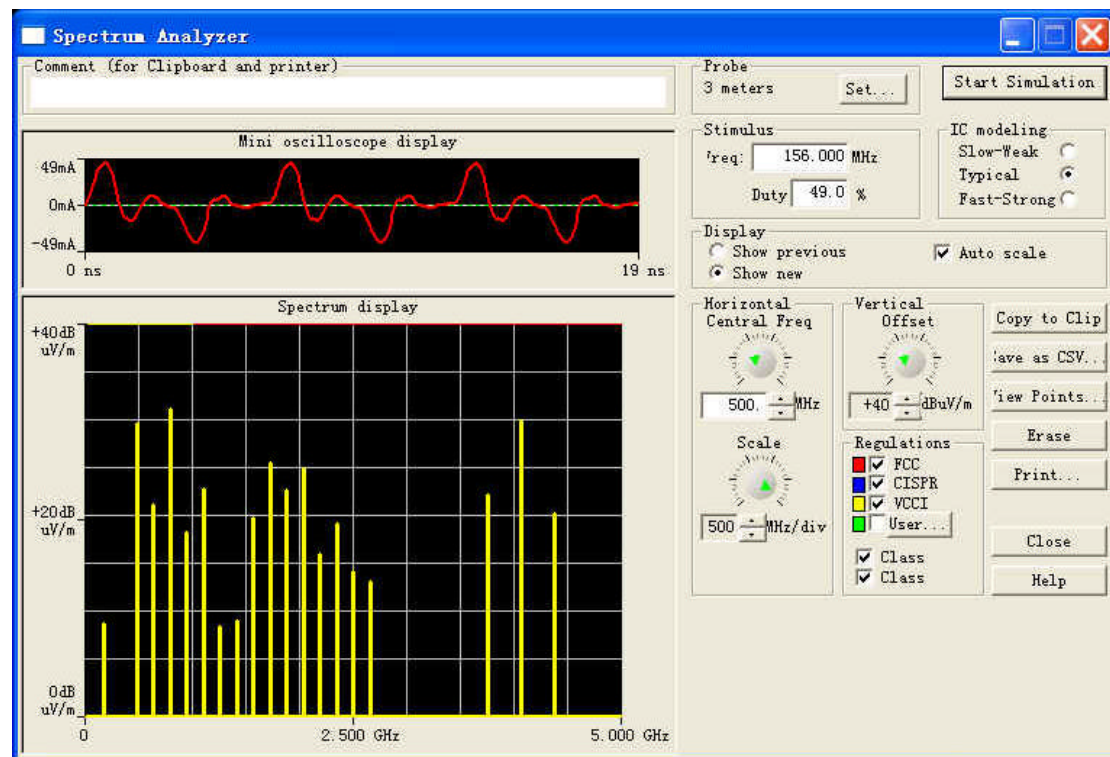 Spectrum Analyzer
Comment (for Clipboard and printer)
Mini oscilloscope display
49mA
0mA
-49mA
0 ns
19 ns
Spectrum display
+40dB
uV/m
+20dB
uV/m
0dB
uV/m
0
2.500 GHz
5.000 GHz
Probe
3 meters
Set...
Start Simulation
Stimulus
Freq: 156.000 MHz
Duty 49.0 %
IC modeling
Slow-Weak
Typical
Fast-Strong
Display
Show previous
Show new
Auto scale
Horizontal
Central Freq
500. MHz
Scale
500 MHz/div
Vertical
Offset
+40 dBuV/m
Regulations
FCC
CISPR
VCCI
User...
Class
Class
Copy to Clip
Save as CSV...
View Points...
Erase
Print...
Close
Help